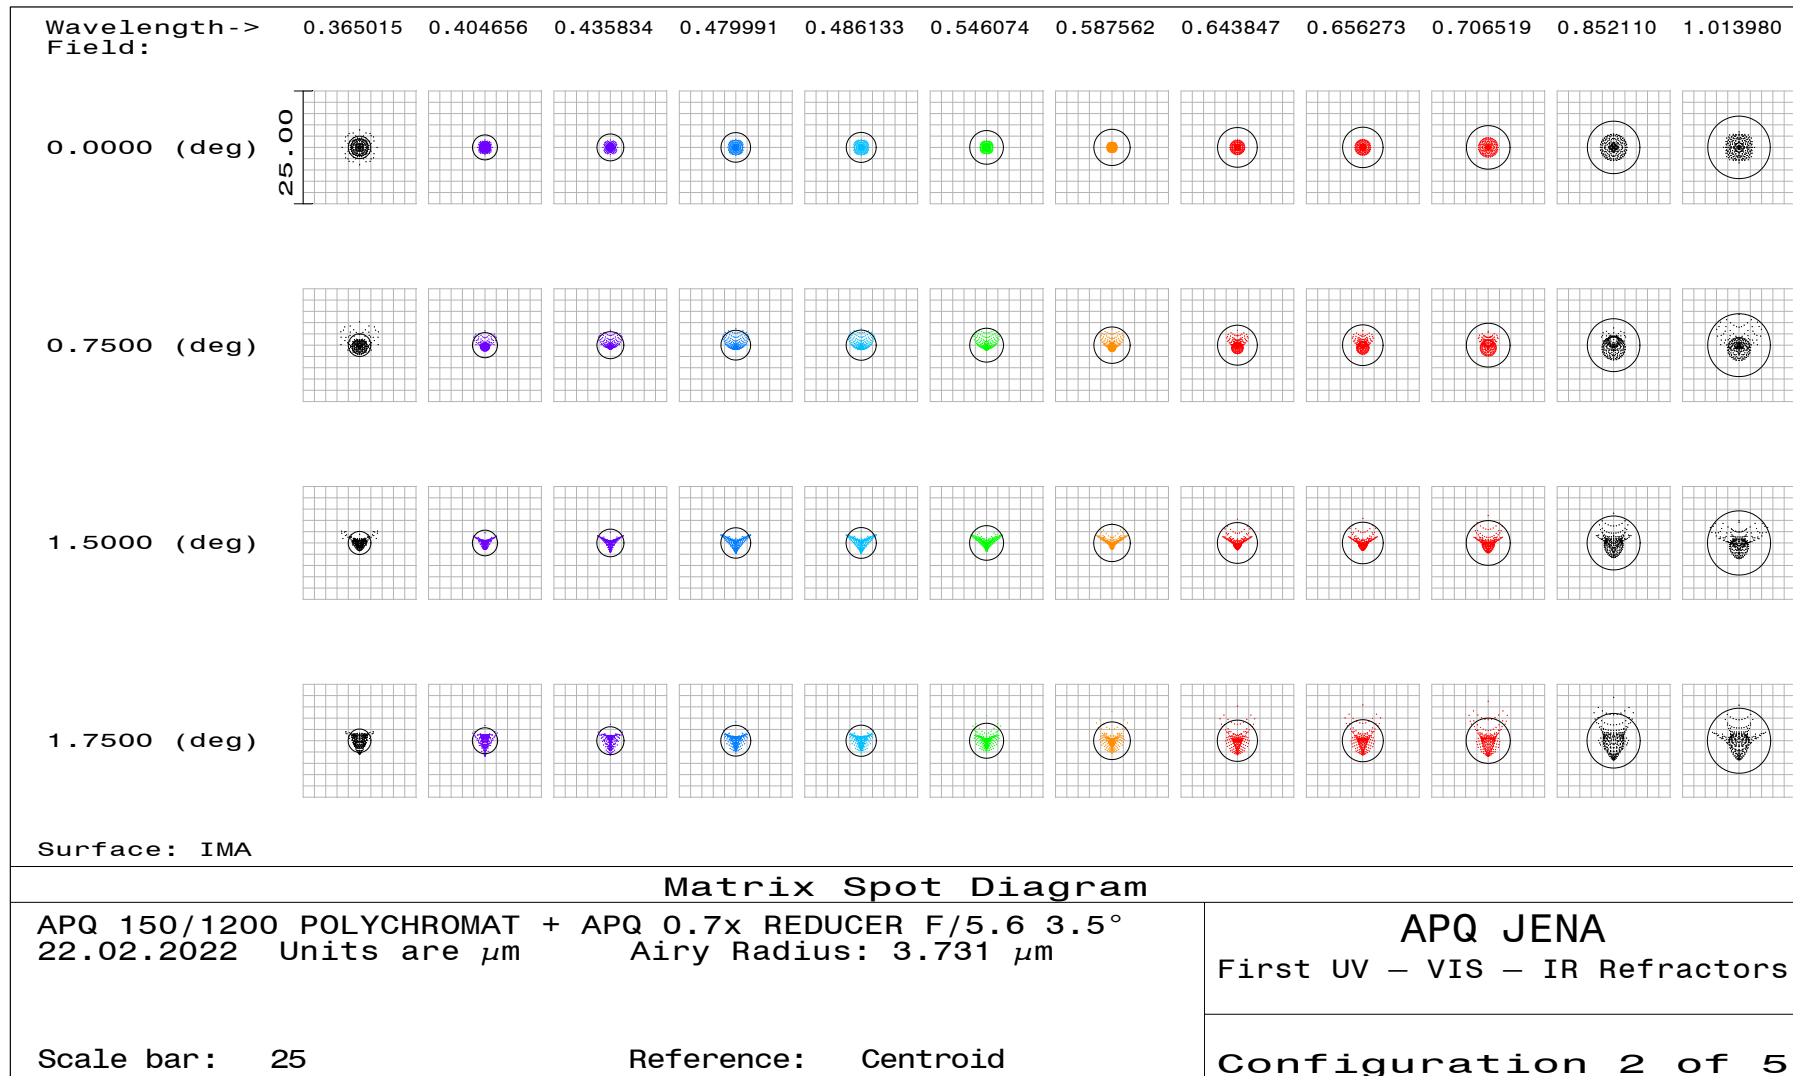 Wavelength-> 0.365015 0.404656 0.435834 0.479991 0.486133 0.546074 0.587562 0.643847 0.656273 0.706519 0.852110 1.013980
Field:
25.00
0.0000 (deg)
0.7500 (deg)
1.5000 (deg)
1.7500 (deg)
Surface: IMA
Matrix Spot Diagram
APQ 150/1200 POLYCHROMAT + APQ 0.7x REDUCER F/5.6 3.5°
22.02.2022 Units are μm Airy Radius: 3.731 μm
Scale bar: 25 Reference: Centroid
APQ JENA
First UV – VIS – IR Refractors
Configuration 2 of 5